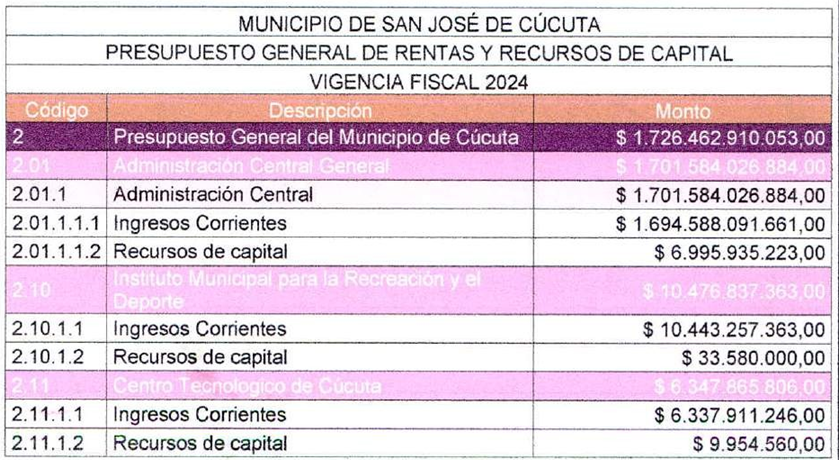 MUNICIPIO DE SAN JOSÉ DE CÚCUTA
PRESUPUESTO GENERAL DE RENTAS Y RECURSOS DE CAPITAL
VIGENCIA FISCAL 2024
Código Descripción Monto
2 Presupuesto General del Municipio de Cúcuta $ 1.726.462.910.053,00
2.01 Administración Central General $ 1.701.584.026.884,00
2.01.1 Administración Central $ 1.701.584.026.884,00
2.01.1.1.1 Ingresos Corrientes $ 1.694.588.091.661,00
2.01.1.1.2 Recursos de capital $ 6.995.935.223,00
2.10 Instituto Municipal para la Recreación y el
Deporte $ 10.476.837.363,00
2.10.1.1 Ingresos Corrientes $ 10.443.257.363,00
2.10.1.2 Recursos de capital $ 33.580.000,00
2.11 Centro Tecnologico de Cúcuta $ 6.347.865.806,00
2.11.1.1 Ingresos Corrientes $ 6.337.911.246,00
2.11.1.2 Recursos de capital $ 9.954.560,00